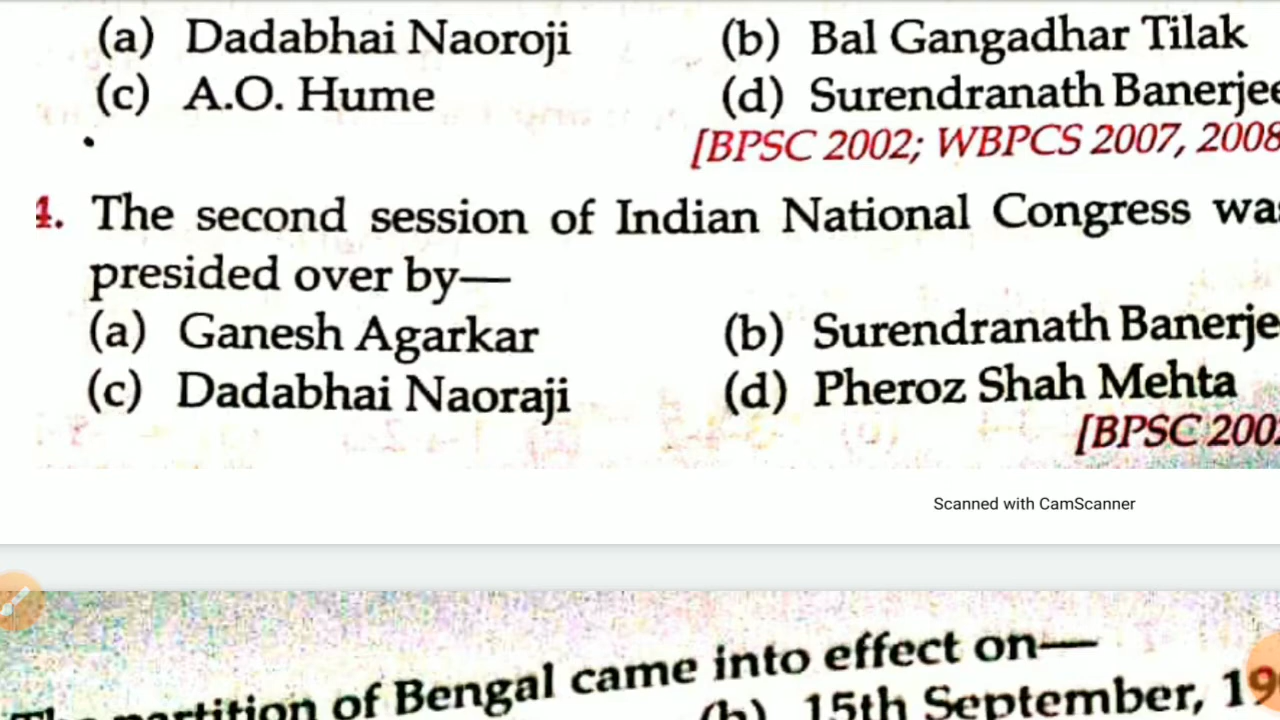 (a) Dadabhai Naoroji (b) Bal Gangadhar Tilak
(c) A.O. Hume (d) Surendranath Banerjee
[BPSC 2002; WBPCS 2007, 2008
4. The second session of Indian National Congress wa
presided over by—
(a) Ganesh Agarkar (b) Surendranath Banerje
(c) Dadabhai Naoraji (d) Pheroz Shah Mehta
[BPSC 200
Scanned with CamScanner
partition of Bengal came into effect on—
(b) 15th September, 19